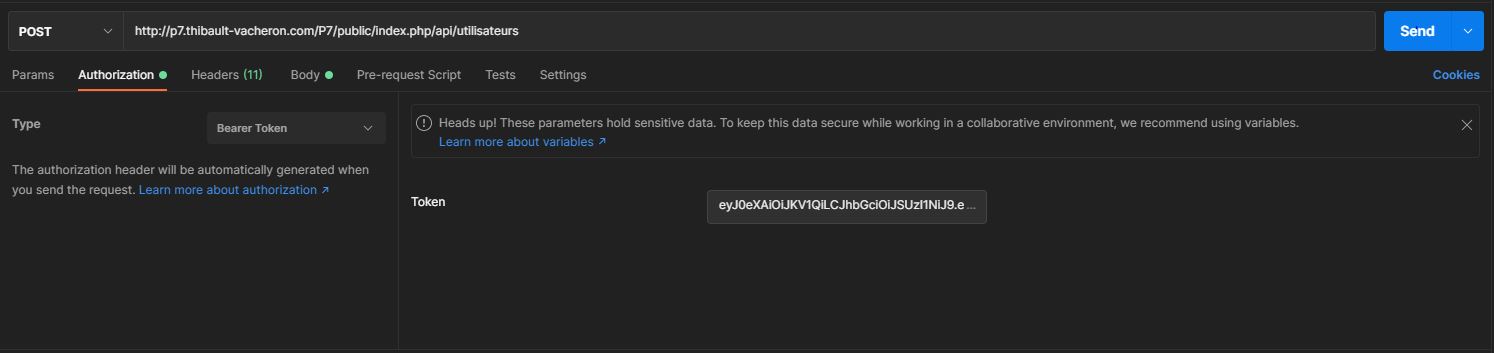 POST
http://p7.thibault-vacheron.com/P7/public/index.php/api/utilisateurs
Send
Params
Authorization
Headers (11)
Body
Pre-request Script
Tests
Settings
Cookies
Type
Bearer Token
The authorization header will be automatically generated when
you send the request. Learn more about authorization ↗
Heads up! These parameters hold sensitive data. To keep this data secure while working in a collaborative environment, we recommend using variables.
Learn more about variables ↗
Token
eyJ0eXAiOiJKV1QiLCJhbGciOiJSUzI1NiJ9.e ...